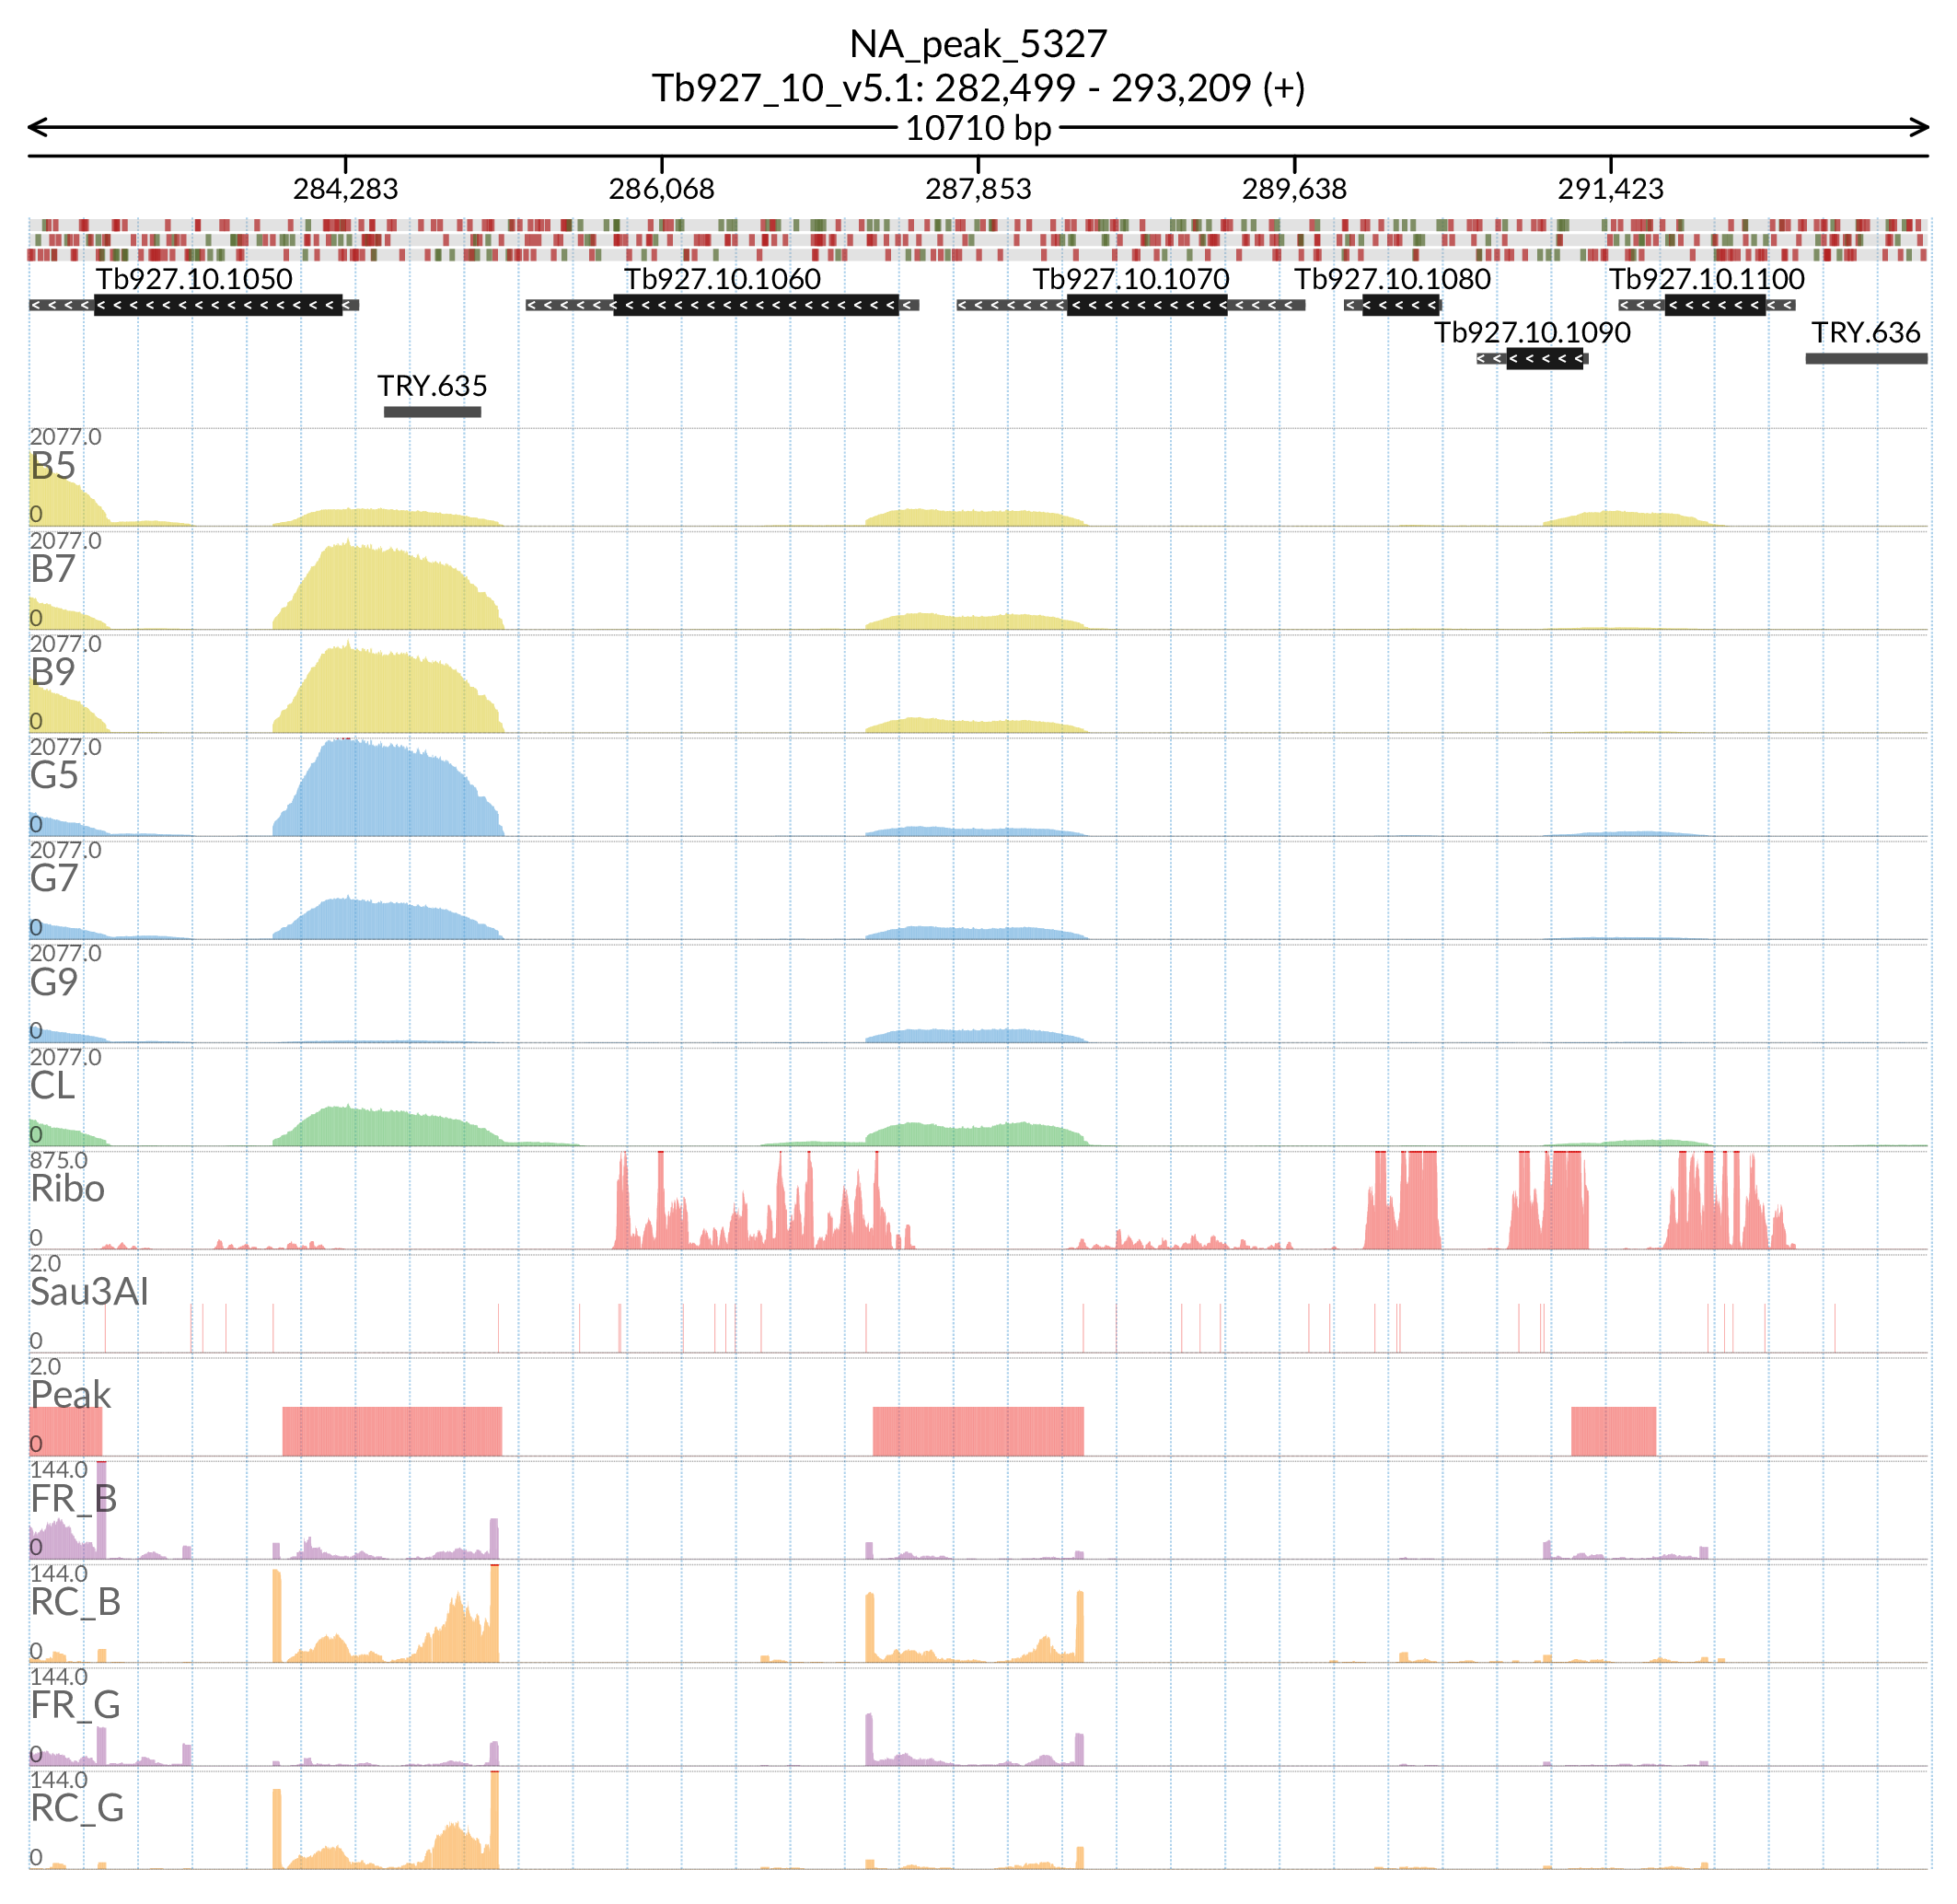 NA_peak_5327
Tb927_10_v5.1: 282,499 - 293,209 (+)
10710 bp
284,283 286,068 287,853 289,638 291,423
Tb927.10.1050 Tb927.10.1060 Tb927.10.1070 Tb927.10.1080 Tb927.10.1100
Tb927.10.1090 TRY.636
TRY.635
2077.0
B5
0
2077.0
B7
0
2077.0
B9
0
2077.0
G5
0
2077.0
G7
0
2077.0
G9
0
2077.0
CL
0
875.0
Ribo
0
2.0
Sau3AI
0
2.0
Peak
0
144.0
FR_B
0
144.0
RC_B
0
144.0
FR_G
0
144.0
RC_G
0